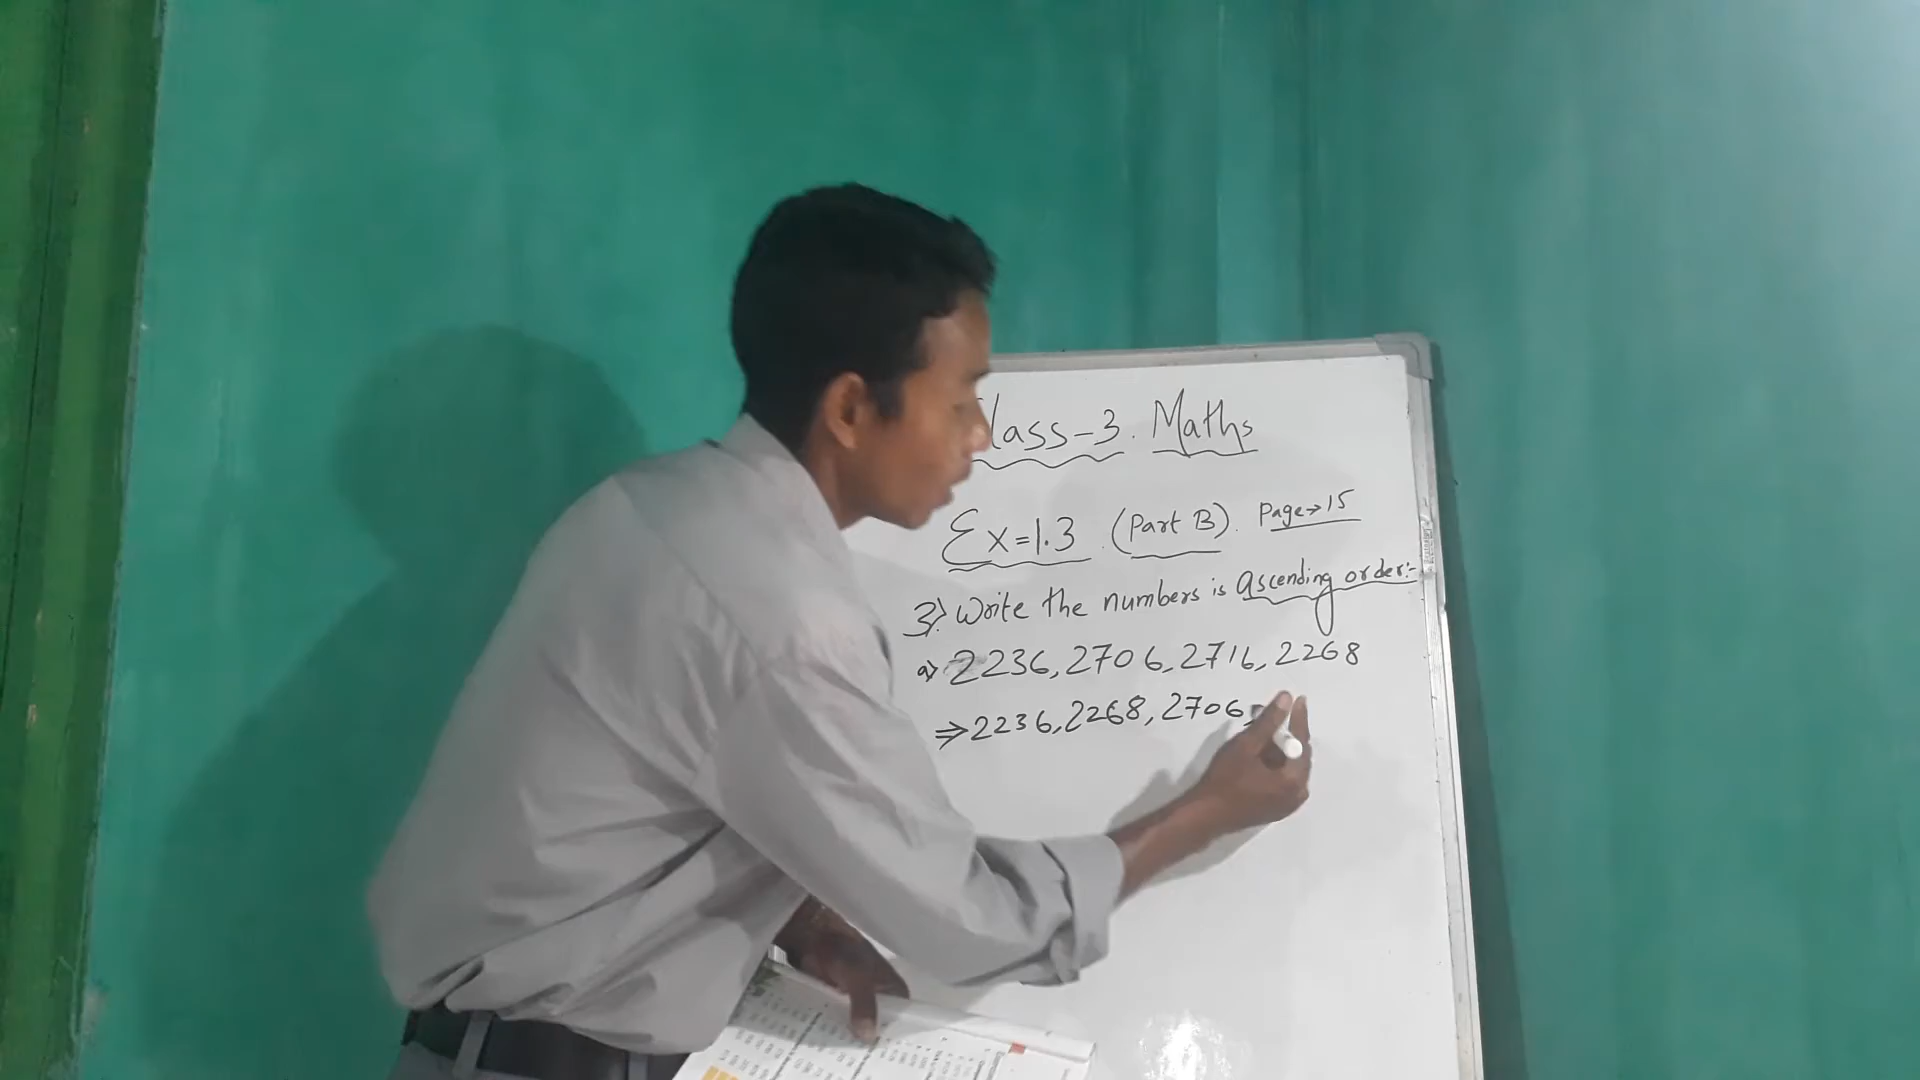 lass-3. Maths
Ex=1.3 (Part B). Page→15
3) Write the numbers is ascending order:-
a) 2236, 2706, 2716, 2268
⇒ 2236, 2268, 2706,